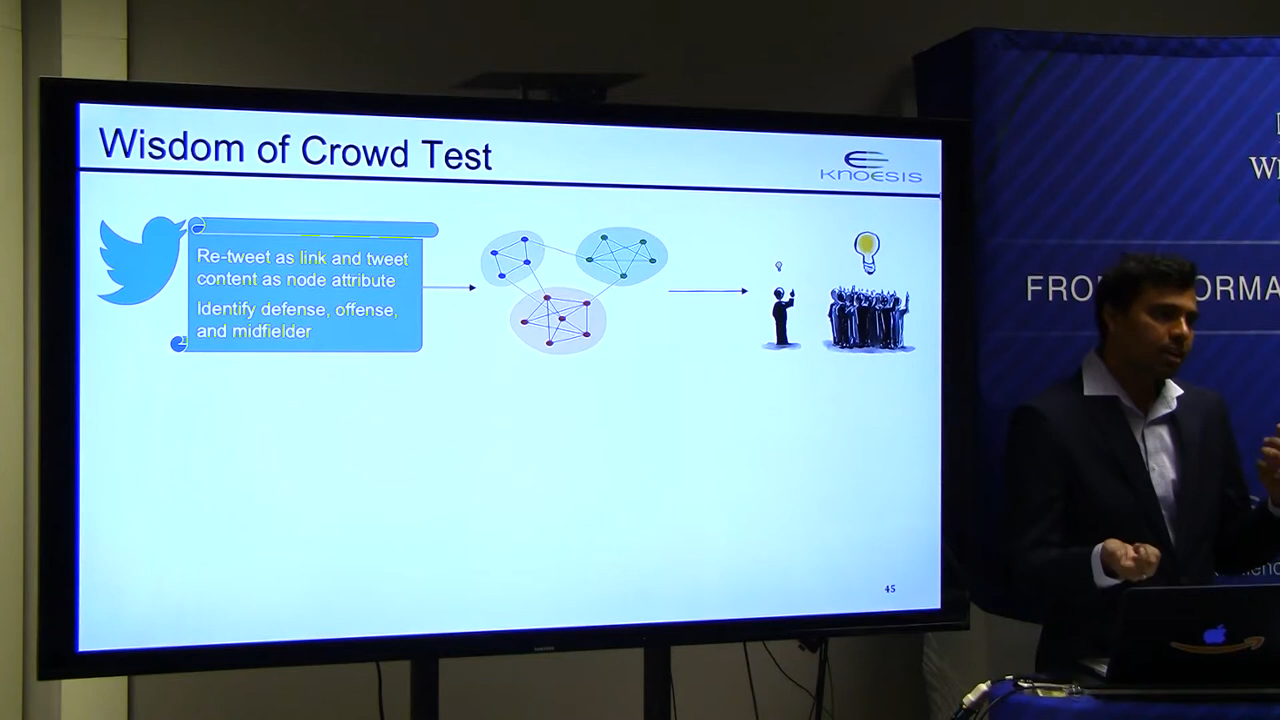 Wisdom of Crowd Test
KNOESIS
Re-tweet as link and tweet
content as node attribute
Identify defense, offense,
and midfielder
45
FRO ORMA